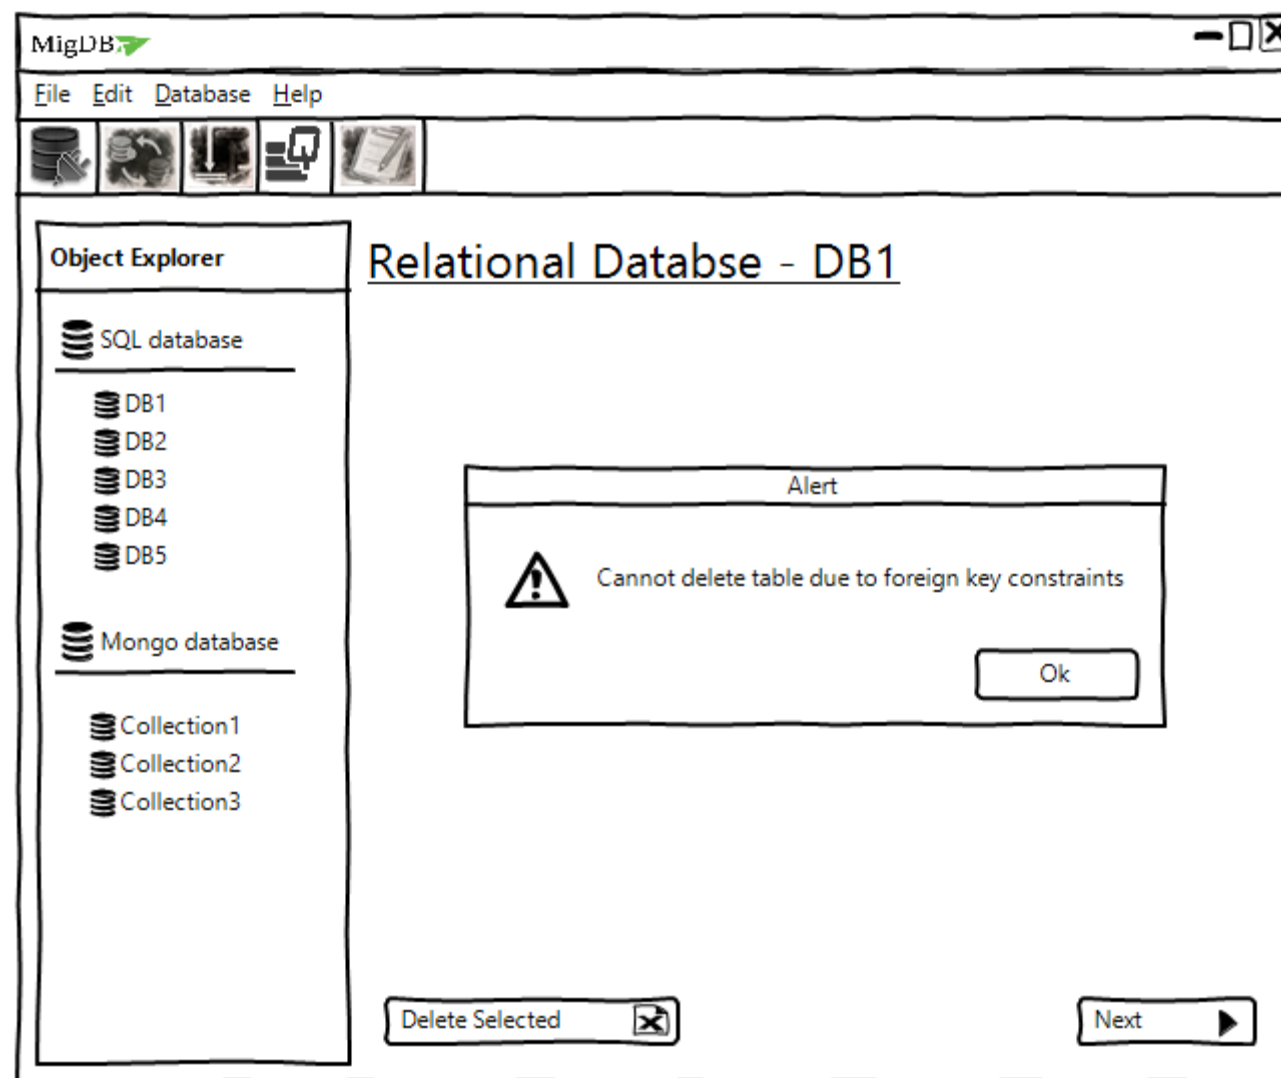 MigDB
File Edit Database Help
Object Explorer
SQL database
DB1
DB2
DB3
DB4
DB5
Mongo database
Collection1
Collection2
Collection3
Relational Databse - DB1
Alert
Cannot delete table due to foreign key constraints
Ok
Delete Selected
Next